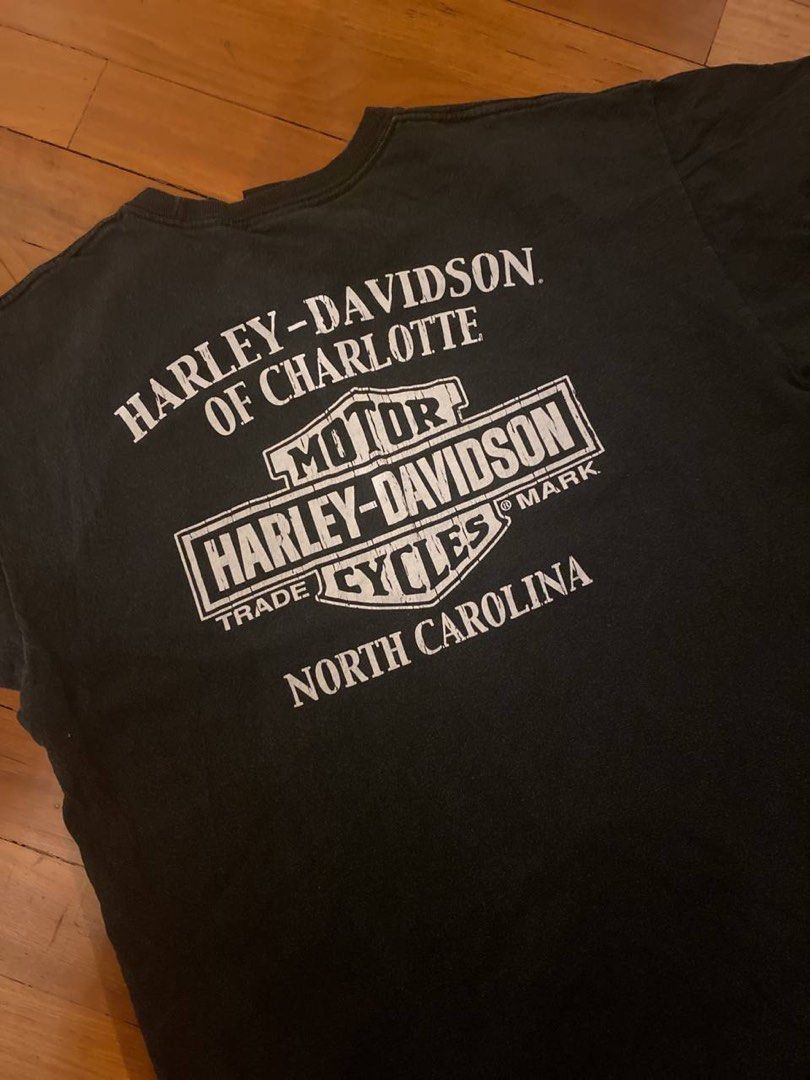 HARLEY-DAVIDSON.
OF CHARLOTTE
MOTOR
HARLEY-DAVIDSON
CYCLES
TRADE ® MARK
NORTH CAROLINA